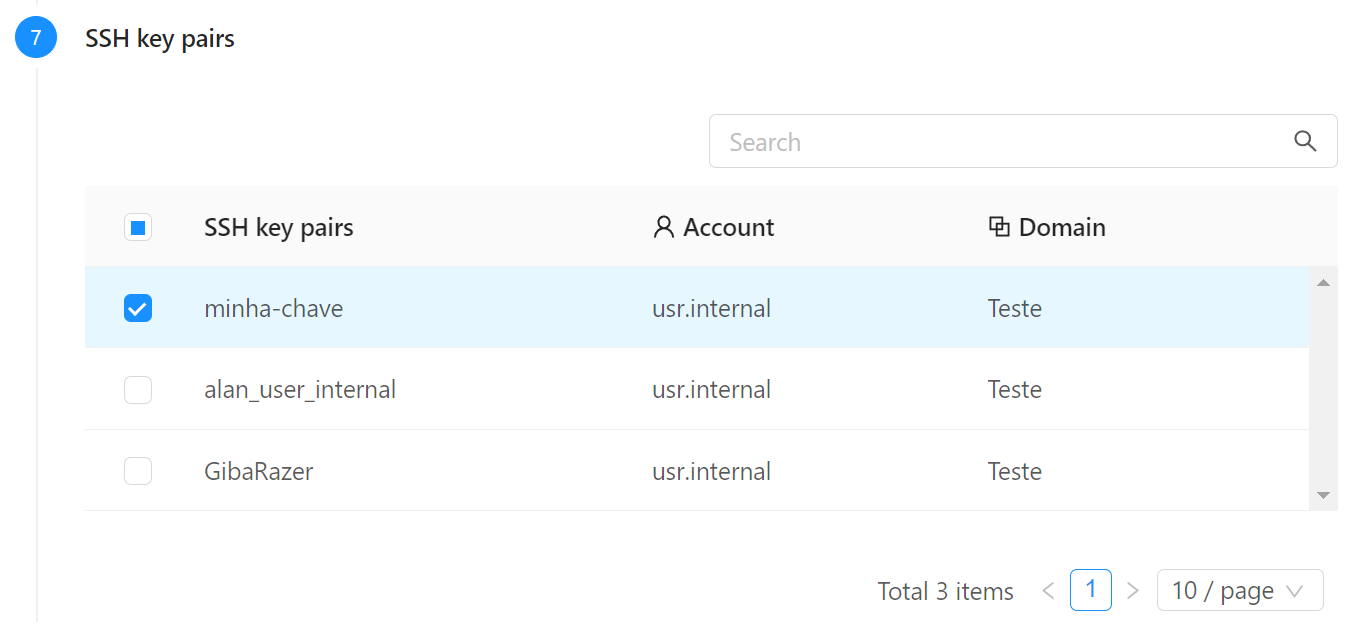 7 SSH key pairs
Search
SSH key pairs Account Domain
minha-chave usr.internal Teste
alan_user_internal usr.internal Teste
GibaRazer usr.internal Teste
Total 3 items < 1 > 10 / page